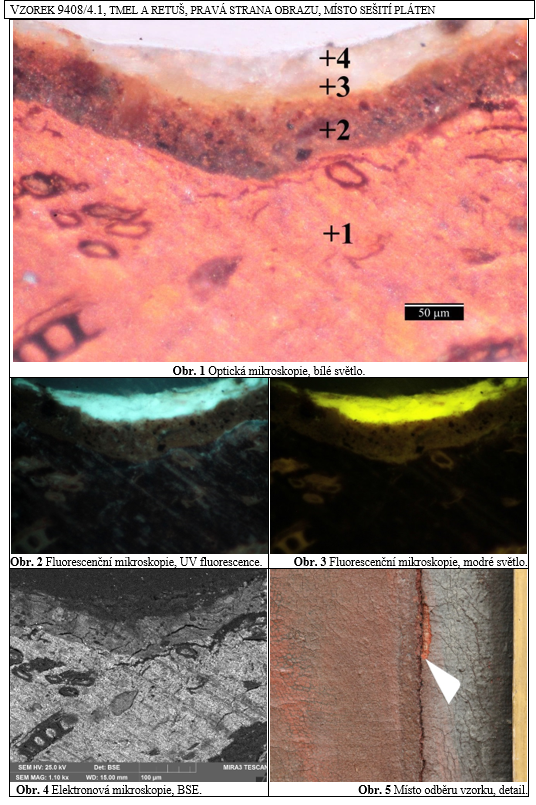 VZOREK 9408/4.1, TMEL A RETUŠ, PRAVÁ STRANA OBRAZU, MÍSTO SEŠITÍ PLÁTEN
+4
+3
+2
+1
50 µm
Obr. 1 Optická mikroskopie, bílé světlo.
Obr. 2 Fluorescenční mikroskopie, UV fluorescence.
Obr. 3 Fluorescenční mikroskopie, modré světlo.
SEM HV: 25.0 kV Det: BSE MIRA3 TESCAN
SEM MAG: 1.10 kx WD: 15.00 mm 100 µm
Obr. 4 Elektronová mikroskopie, BSE.
Obr. 5 Místo odběru vzorku, detail.